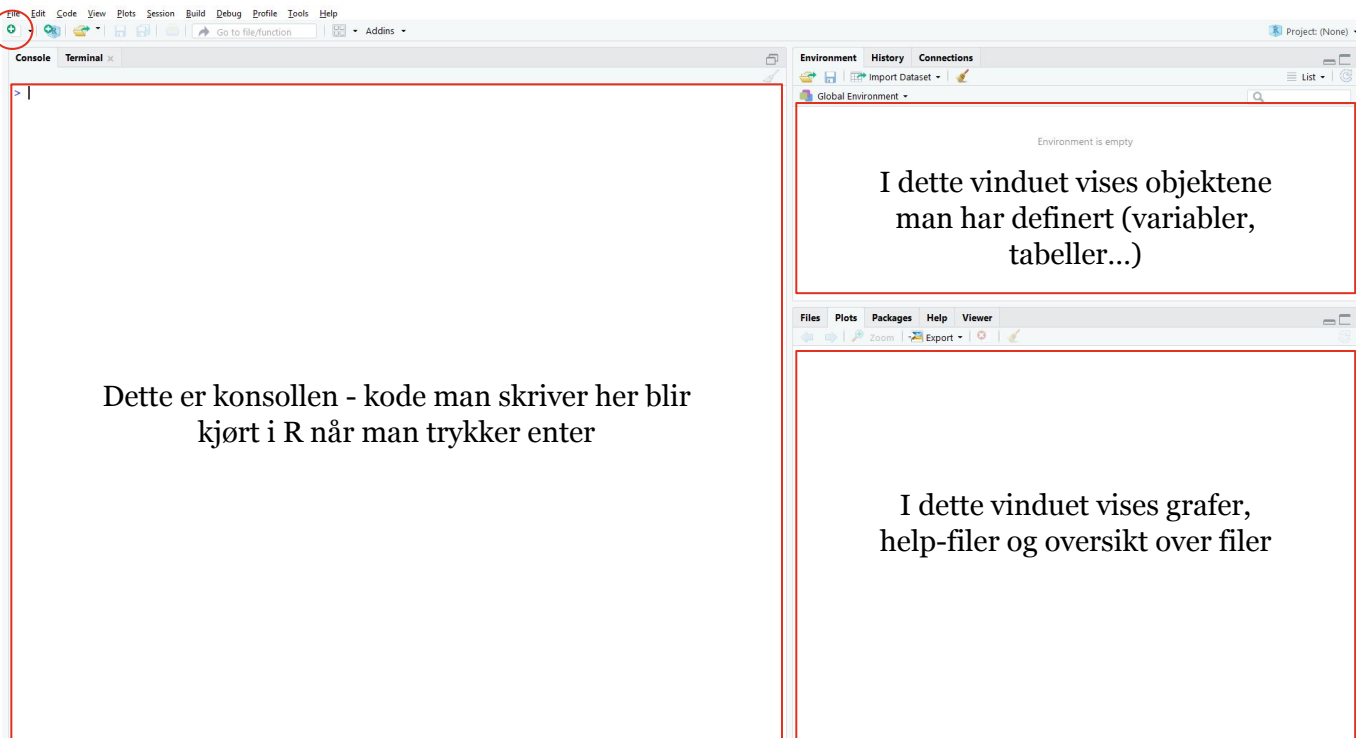 File Edit Code View Plots Session Build Debug Profile Tools Help
Go to file/function Addins Project: (None)
Console Terminal
>
Environment History Connections
Import Dataset List
Global Environment
Environment is empty
I dette vinduet vises objektene
man har definert (variabler,
tabeller...)
Files Plots Packages Help Viewer
Zoom Export
Dette er konsollen - kode man skriver her blir
kjørt i R når man trykker enter
I dette vinduet vises grafer,
help-filer og oversikt over filer